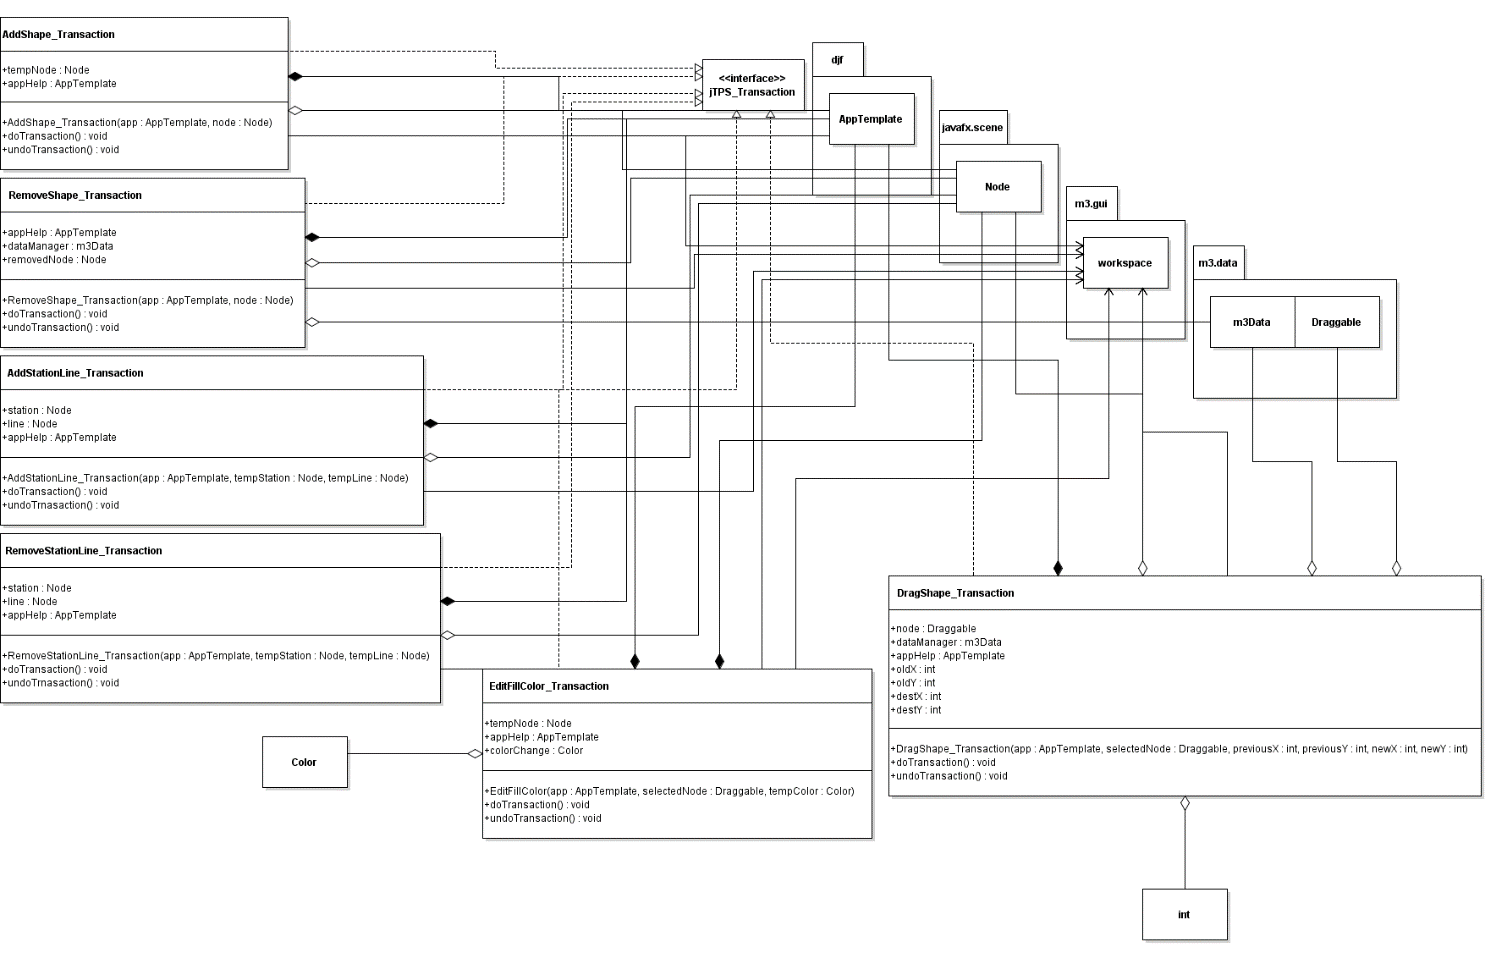 AddShape_Transaction
+tempNode : Node
+appHelp : AppTemplate
+AddShape_Transaction(app : AppTemplate, node : Node)
+doTransaction() : void
+undoTransaction() : void
RemoveShape_Transaction
+appHelp : AppTemplate
+dataManager : m3Data
+removedNode : Node
+RemoveShape_Transaction(app : AppTemplate, node : Node)
+doTransaction() : void
+undoTransaction() : void
AddStationLine_Transaction
+station : Node
+line : Node
+appHelp : AppTemplate
+AddStationLine_Transaction(app : AppTemplate, tempStation : Node, tempLine : Node)
+doTransaction() : void
+undoTrnasaction() : void
RemoveStationLine_Transaction
+station : Node
+line : Node
+appHelp : AppTemplate
+RemoveStationLine_Transaction(app : AppTemplate, tempStation : Node, tempLine : Node)
+doTransaction() : void
+undoTrnasaction() : void
<<interface>>
jTPS_Transaction
djf
AppTemplate
javafx.scene
Node
m3.gui
workspace
m3.data
m3Data
Draggable
EditFillColor_Transaction
+tempNode : Node
+appHelp : AppTemplate
+colorChange : Color
+EditFillColor(app : AppTemplate, selectedNode : Draggable, tempColor : Color)
+doTransaction() : void
+undoTransaction() : void
Color
DragShape_Transaction
+node : Draggable
+dataManager : m3Data
+appHelp : AppTemplate
+oldX : int
+oldY : int
+destX : int
+destY : int
+DragShape_Transaction(app : AppTemplate, selectedNode : Draggable, previousX : int, previousY : int, newX : int, newY : int)
+doTransaction() : void
+undoTransaction() : void
int